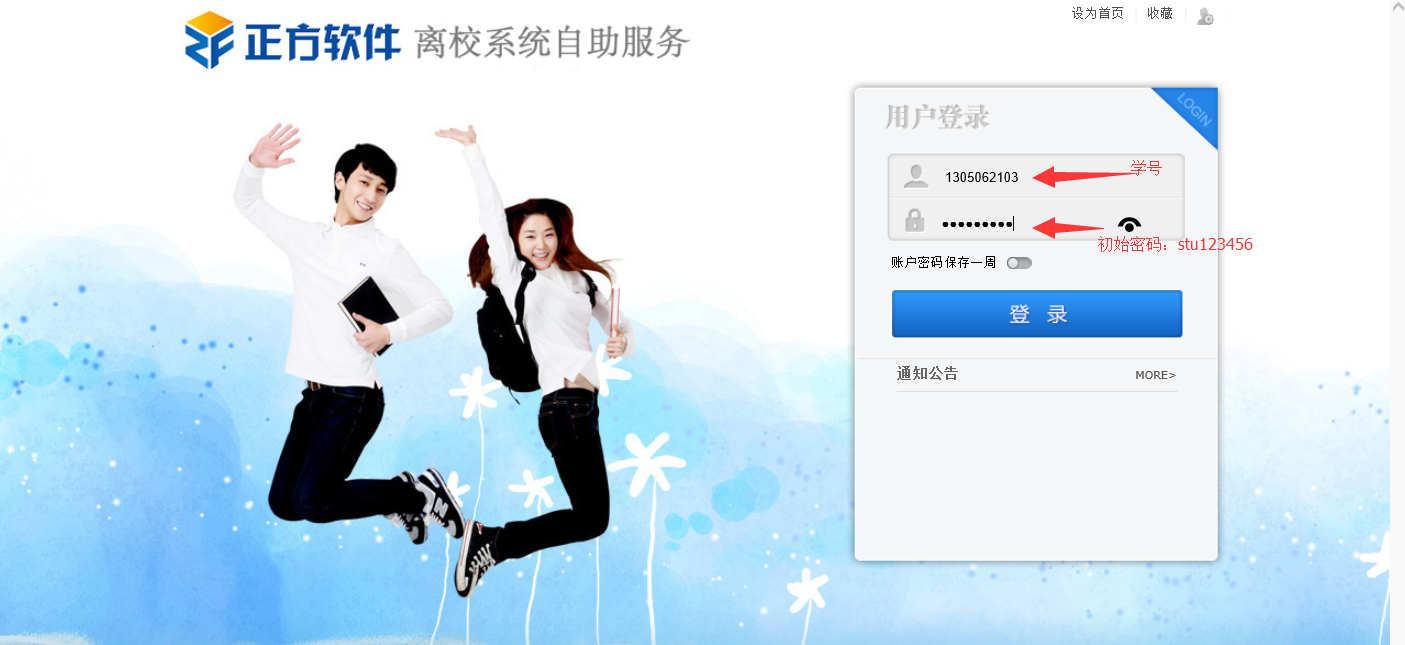 设为首页 收藏
正方软件 离校系统自助服务
LOGIN
用户登录
1305062103 学号
初始密码：stu123456
账户密码保存一周
登 录
通知公告 MORE>